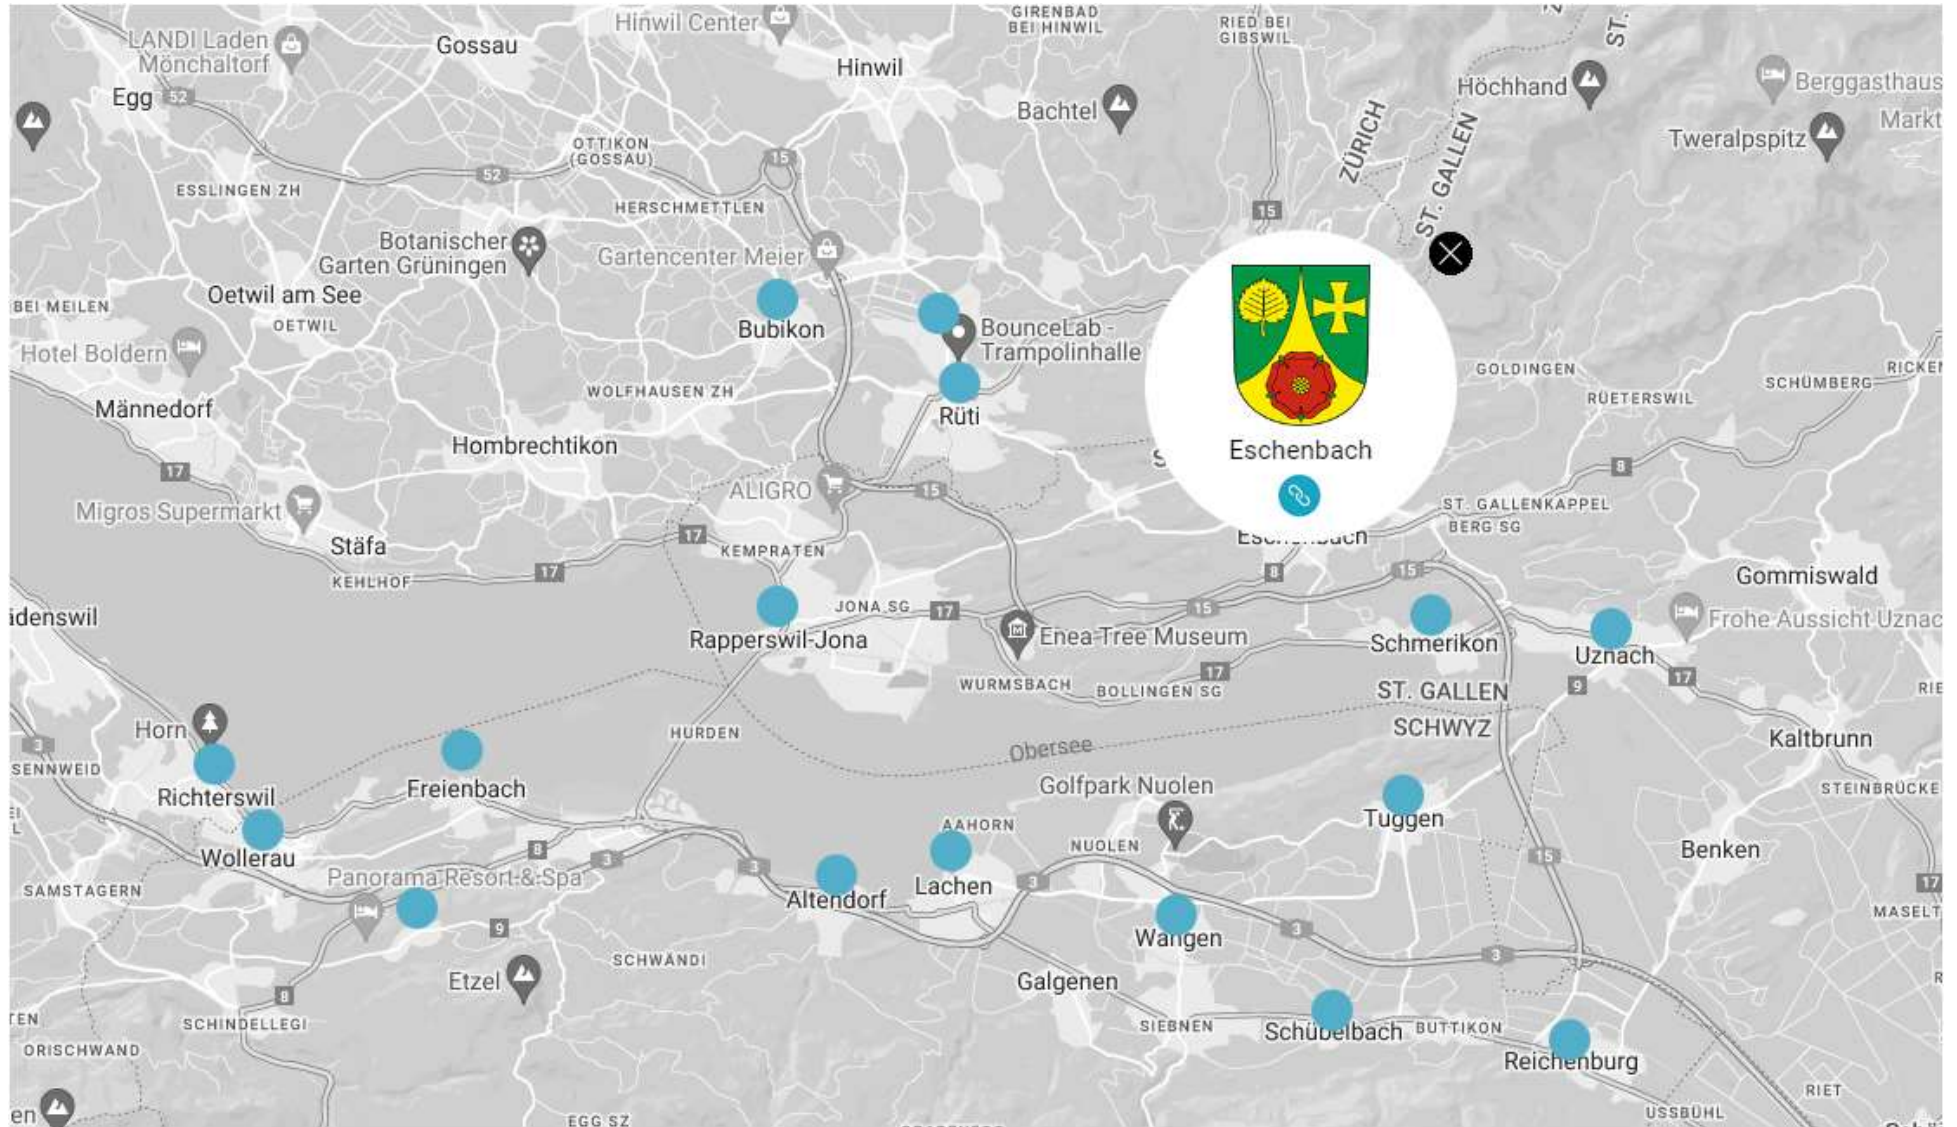 GIRENBAD
BEI HINWIL
RIED BEI
GIBSWIL
ST.
Hinwil Center
LANDI Laden
Mönchaltorf
Gossau
Hinwil
Egg
52
Bachtel
Höchhand
Berggasthaus
Markt
Tweralpspitz
ZÜRICH
ST. GALLEN
OTTIKON
(GOSSAU)
15
52
ESSLINGEN ZH
HERSCHMETTLEN
15
Botanischer
Garten Grüningen
Gartencenter Meier
Oetwil am See
OETWIL
BEI MEILEN
Bubikon
BounceLab -
Trampolinhalle
Hotel Boldern
WOLFHAUSEN ZH
GOLDINGEN
RICKEN
SCHÜMBERG
RÜETERSWIL
Männedorf
Rüti
Hombrechtikon
Eschenbach
17
8
ALIGRO
15
Migros Supermarkt
ST. GALLENKAPPEL
BERG SG
Eschenbach
17
Stäfa
KEMPRATEN
KEHLHOF
17
8
15
Gommiswald
ädenswil
JONA SG
17
15
Frohe Aussicht Uznac
Rapperswil-Jona
Enea Tree Museum
Schmerikon
Uznach
WURMSBACH
BOLLINGEN SG
17
ST. GALLEN
9
17
RIE
SCHWYZ
Horn
HURDEN
Obersee
Kaltbrunn
3
SENNWEID
Richterswil
Freienbach
Golfpark Nuolen
STEINBRÜCKE
Tuggen
AAHORN
NUOLEN
Wollerau
8
3
3
Benken
15
Panorama Resort & Spa
SAMSTAGERN
Altendorf
Lachen
3
17
MASELT
9
Wangen
3
3
SCHWÄNDI
Etzel
Galgenen
8
SCHINDELLEGI
TEN
SIEBNEN
Schübelbach
BUTTIKON
ORISCHWAND
Reichenburg
RIET
en
EGG SZ
USSBÜHL